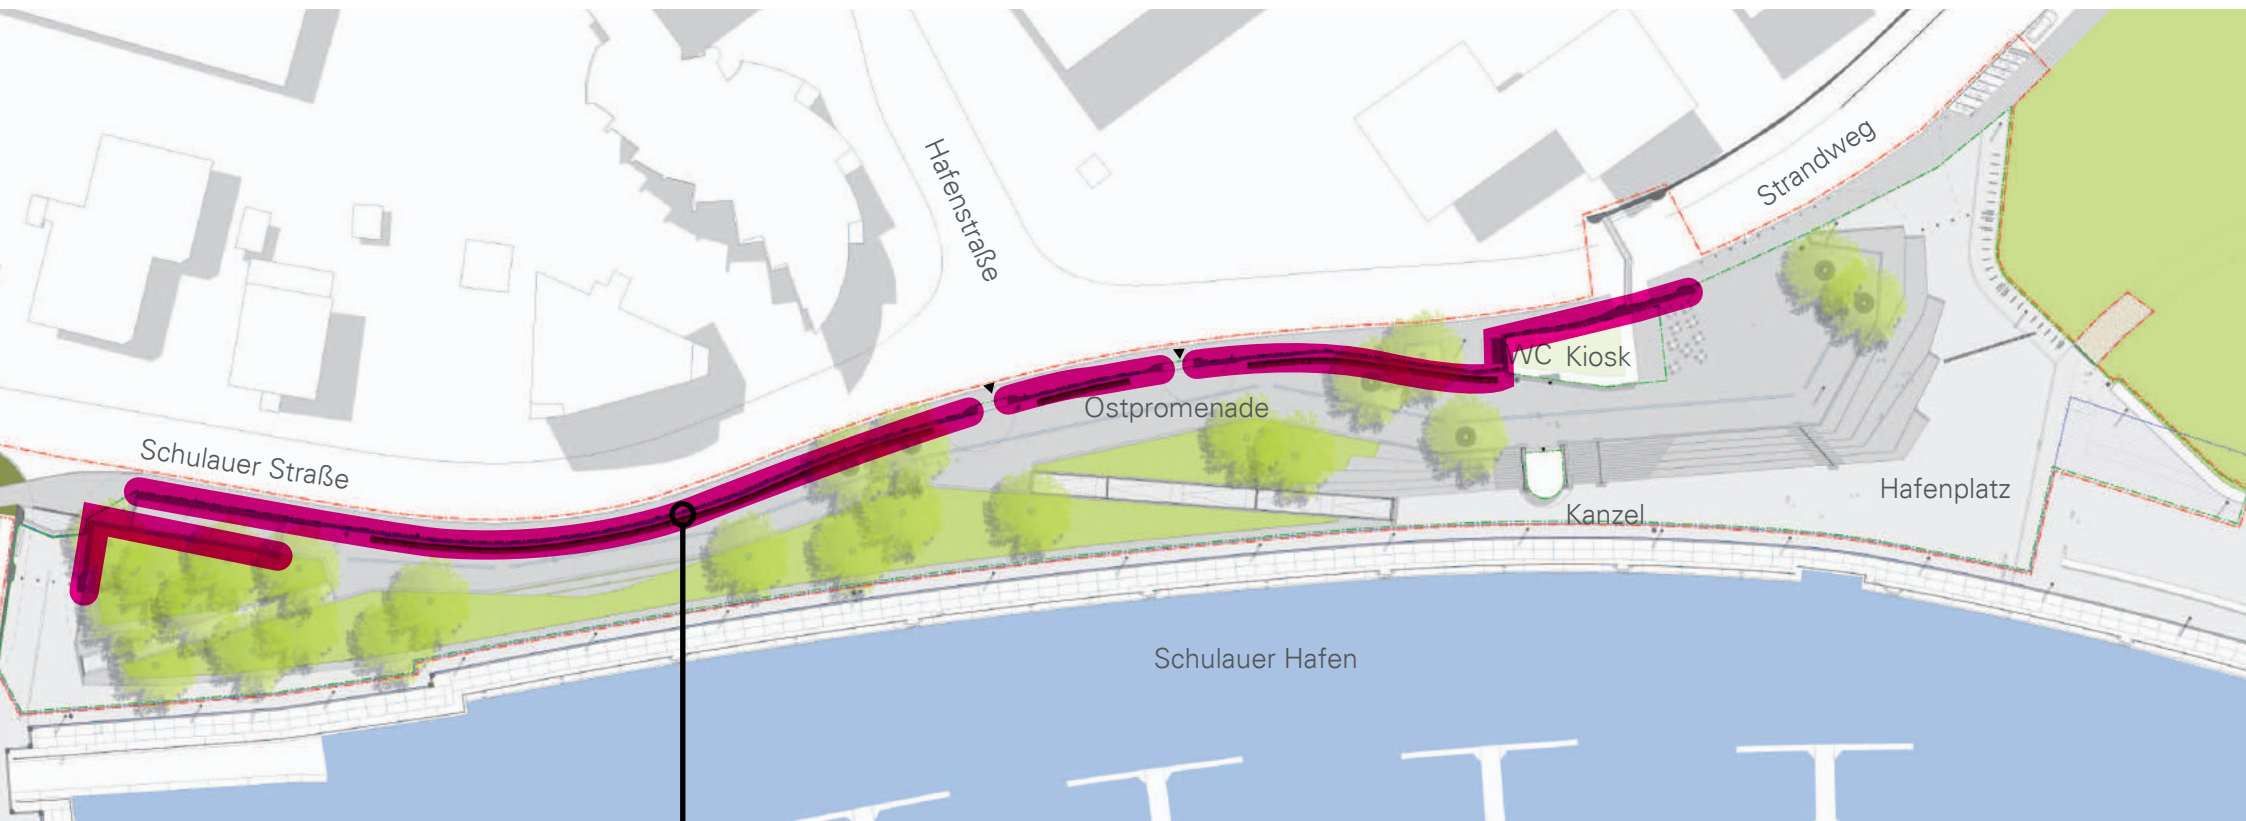 Hafenstraße
Strandweg
WC Kiosk
Ostpromenade
Schulauer Straße
Hafenplatz
Kanzel
Schulauer Hafen